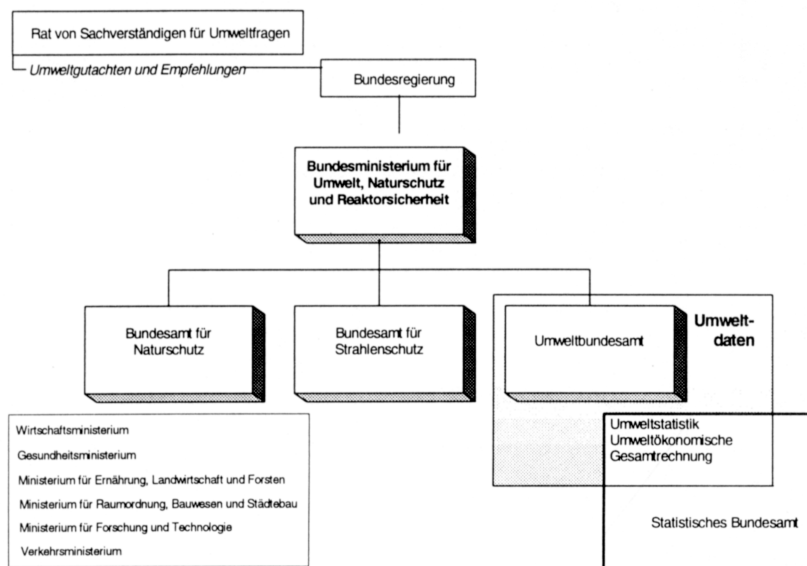 Rat von Sachverständigen für Umweltfragen
Umweltgutachten und Empfehlungen
Bundesregierung
Bundesministerium für
Umwelt, Naturschutz
und Reaktorsicherheit
Bundesamt für
Naturschutz
Bundesamt für
Strahlenschutz
Umweltbundesamt
Umwelt-
daten
Wirtschaftsministerium
Gesundheitsministerium
Ministerium für Ernährung, Landwirtschaft und Forsten
Ministerium für Raumordnung, Bauwesen und Städtebau
Ministerium für Forschung und Technologie
Verkehrsministerium
Umweltstatistik
Umweltökonomische
Gesamtrechnung
Statistisches Bundesamt